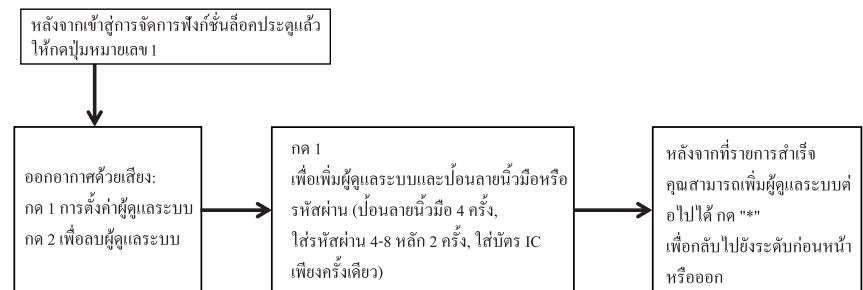 หลังจากเข้าสู่การจัดการฟังก์ชั่นล็อคประตูแล้ว
ให้กดปุ่มหมายเลข 1
ออกอากาศด้วยเสียง:
กด 1 การตั้งค่าผู้ดูแลระบบ
กด 2 เพื่อลบผู้ดูแลระบบ
กด 1
เพื่อเพิ่มผู้ดูแลระบบและป้อนลายนิ้วมือหรือ
รหัสผ่าน (ป้อนลายนิ้วมือ 4 ครั้ง,
ใส่รหัสผ่าน 4-8 หลัก 2 ครั้ง, ใส่บัตร IC
เพียงครั้งเดียว)
หลังจากที่รายการสำเร็จ
คุณสามารถเพิ่มผู้ดูแลระบบต่
อไปได้ กด "*"
เพื่อกลับไปยังระดับก่อนหน้า
หรือออก